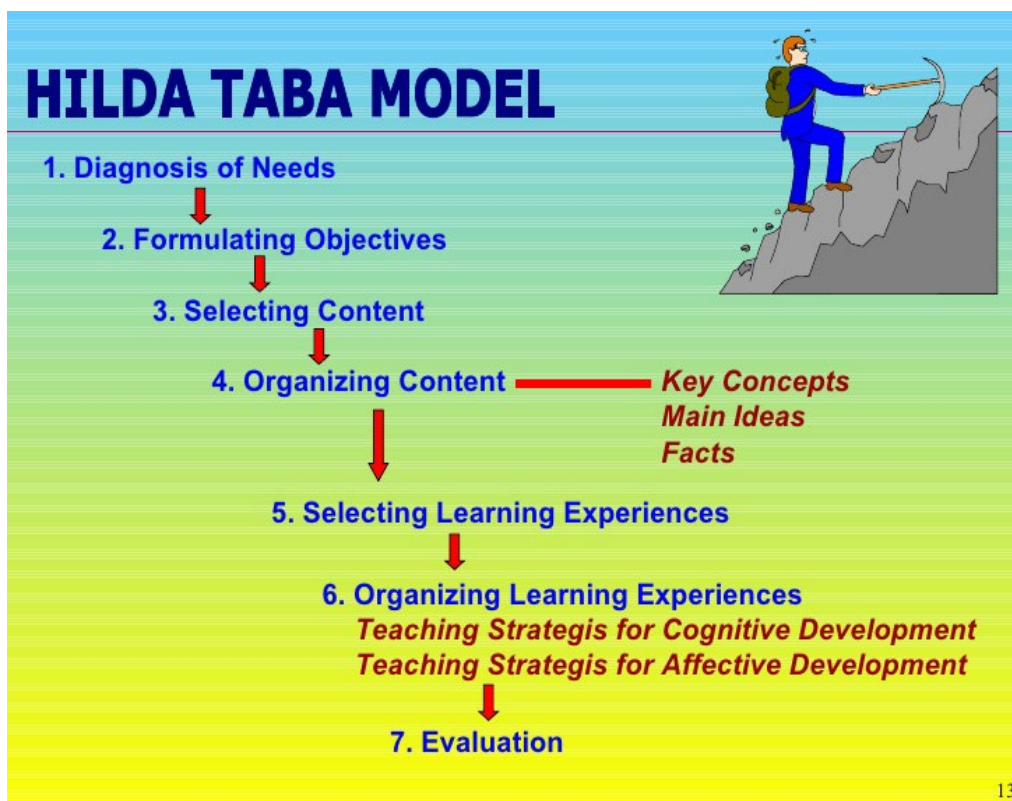 HILDA TABA MODEL
1. Diagnosis of Needs
2. Formulating Objectives
3. Selecting Content
4. Organizing Content
Key Concepts
Main Ideas
Facts
5. Selecting Learning Experiences
6. Organizing Learning Experiences
Teaching Strategis for Cognitive Development
Teaching Strategis for Affective Development
7. Evaluation
13